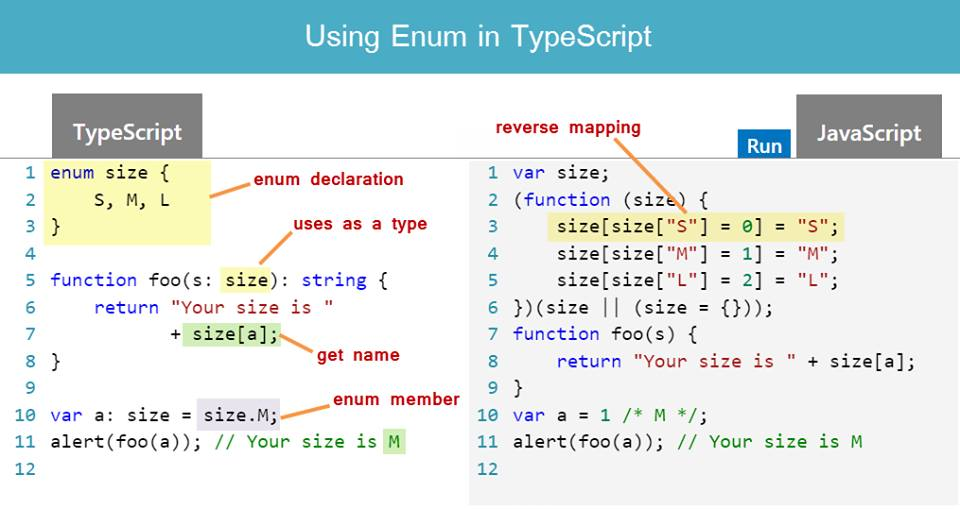 Using Enum in TypeScript
TypeScript
1 enum size {
2 S, M, L
3 }
4
5 function foo(s: size): string {
6 return "Your size is "
7 + size[a];
8 }
9
10 var a: size = size.M;
11 alert(foo(a)); // Your size is M
12
enum declaration
uses as a type
get name
enum member
reverse mapping
Run
JavaScript
1 var size;
2 (function (size) {
3 size[size["S"] = 0] = "S";
4 size[size["M"] = 1] = "M";
5 size[size["L"] = 2] = "L";
6 })(size || (size = {}));
7 function foo(s) {
8 return "Your size is " + size[a];
9 }
10 var a = 1 /* M */;
11 alert(foo(a)); // Your size is M
12